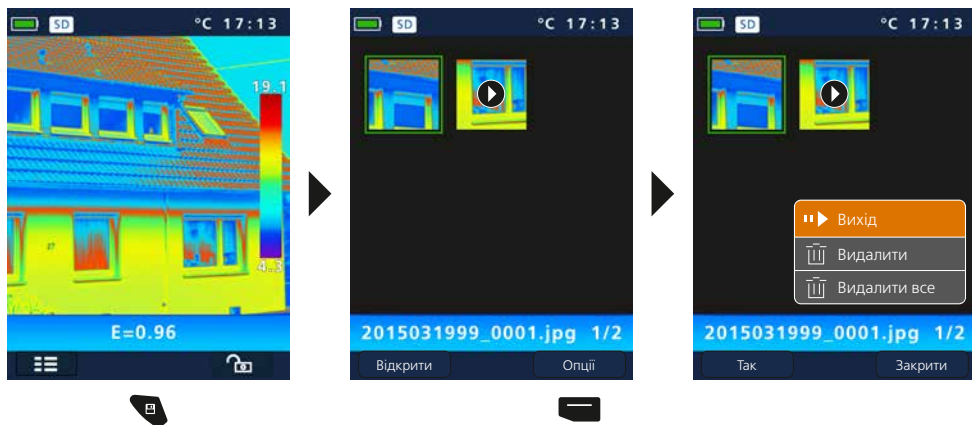 SD °C 17:13
19.1
4.3
E=0.96
SD °C 17:13
2015031999_0001.jpg 1/2
Відкрити Опції
SD °C 17:13
Вихід
Видалити
Видалити все
2015031999_0001.jpg 1/2
Так Закрити